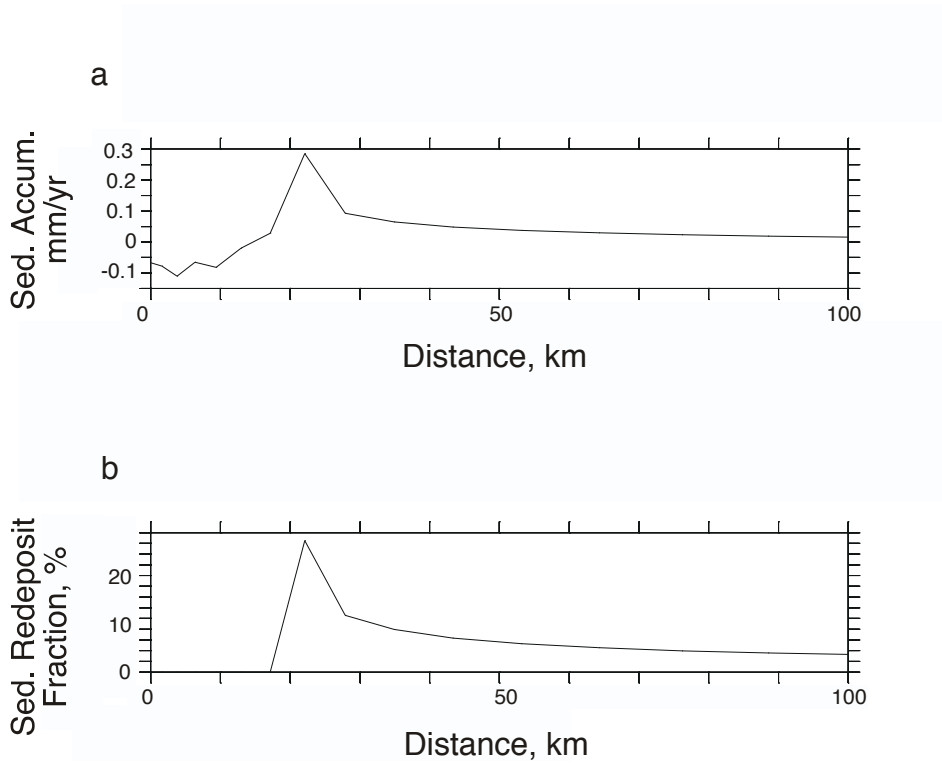 a
Sed. Accum.
mm/yr
0.3
0.2
0.1
0
-0.1
0 50 100
Distance, km
b
Sed. Redeposit
Fraction, %
20
10
0
0 50 100
Distance, km